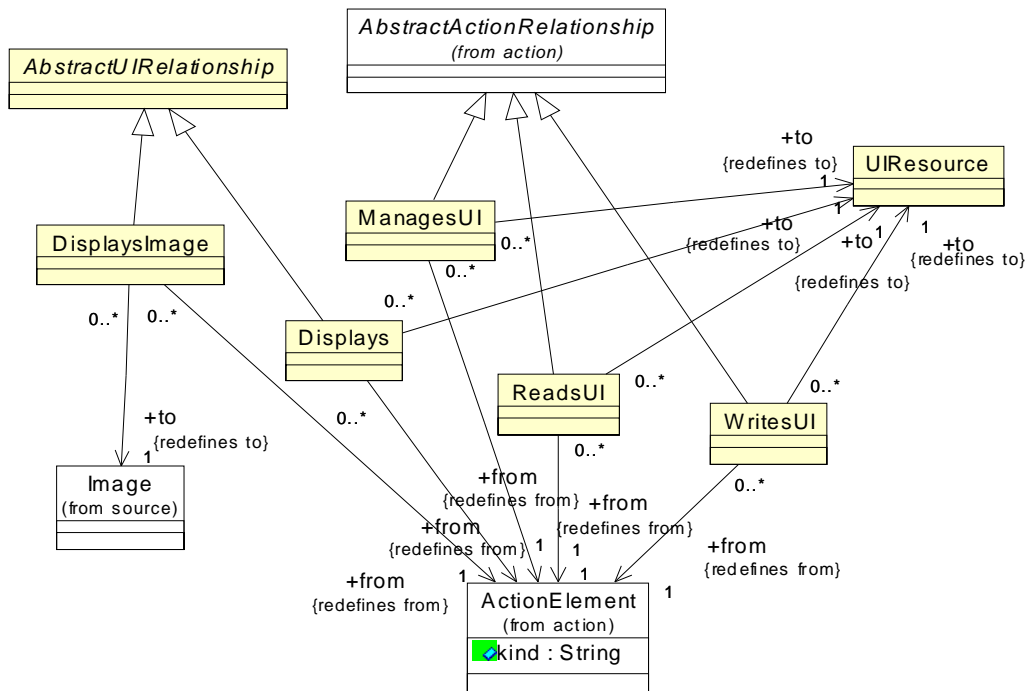 AbstractActionRelationship
(from action)
AbstractUIRelationship
+to
{redefines to}
1
UIResource
ManagesUI
0..*
0..*
DisplaysImage
0..*
0..*
+to
{redefines to}
1
+to
{redefines to}
1
+to
{redefines to}
1
Displays
0..*
0..*
ReadsUI
0..*
0..*
WritesUI
0..*
0..*
+to
{redefines to}
1
Image
(from source)
+from
{redefines from}
1
+from
{redefines from}
1
+from
{redefines from}
1
+from
{redefines from}
1
+from
{redefines from}
1
ActionElement
(from action)
kind : String